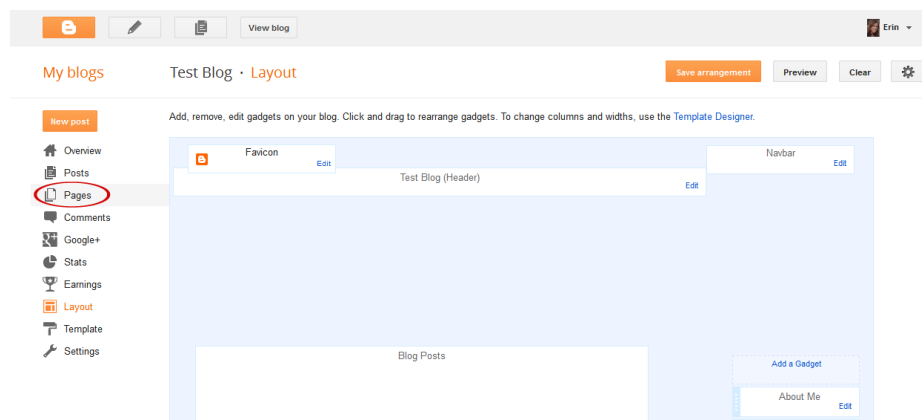 View blog
Erin
My blogs
Test Blog · Layout
Save arrangement
Preview
Clear
New post
Add, remove, edit gadgets on your blog. Click and drag to rearrange gadgets. To change columns and widths, use the Template Designer.
Overview
Posts
Pages
Comments
Google+
Stats
Earnings
Layout
Template
Settings
Favicon
Edit
Navbar
Edit
Test Blog (Header)
Edit
Blog Posts
Add a Gadget
About Me
Edit